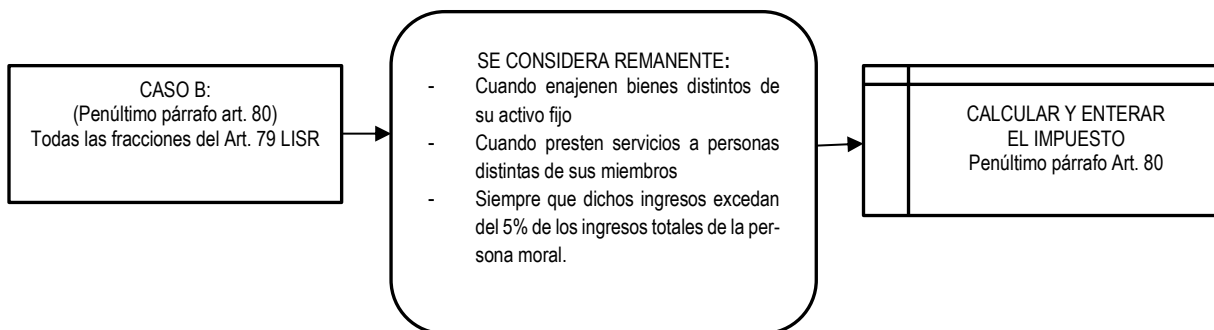 CASO B:
(Penúltimo párrafo art. 80)
Todas las fracciones del Art. 79 LISR
SE CONSIDERA REMANENTE:
- Cuando enajenen bienes distintos de
su activo fijo
- Cuando presten servicios a personas
distintas de sus miembros
- Siempre que dichos ingresos excedan
del 5% de los ingresos totales de la per-
sona moral.
CALCULAR Y ENTERAR
EL IMPUESTO
Penúltimo párrafo Art. 80